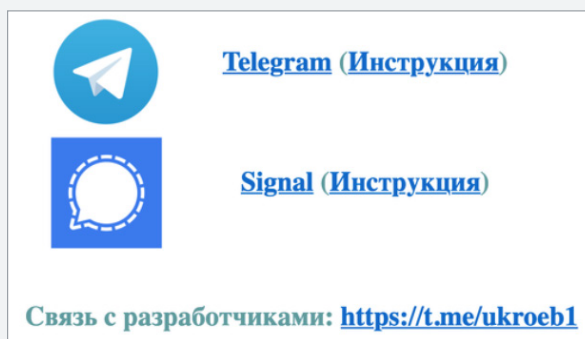 Telegram (Инструкция)
Signal (Инструкция)
Связь с разработчиками: https://t.me/ukroeb1